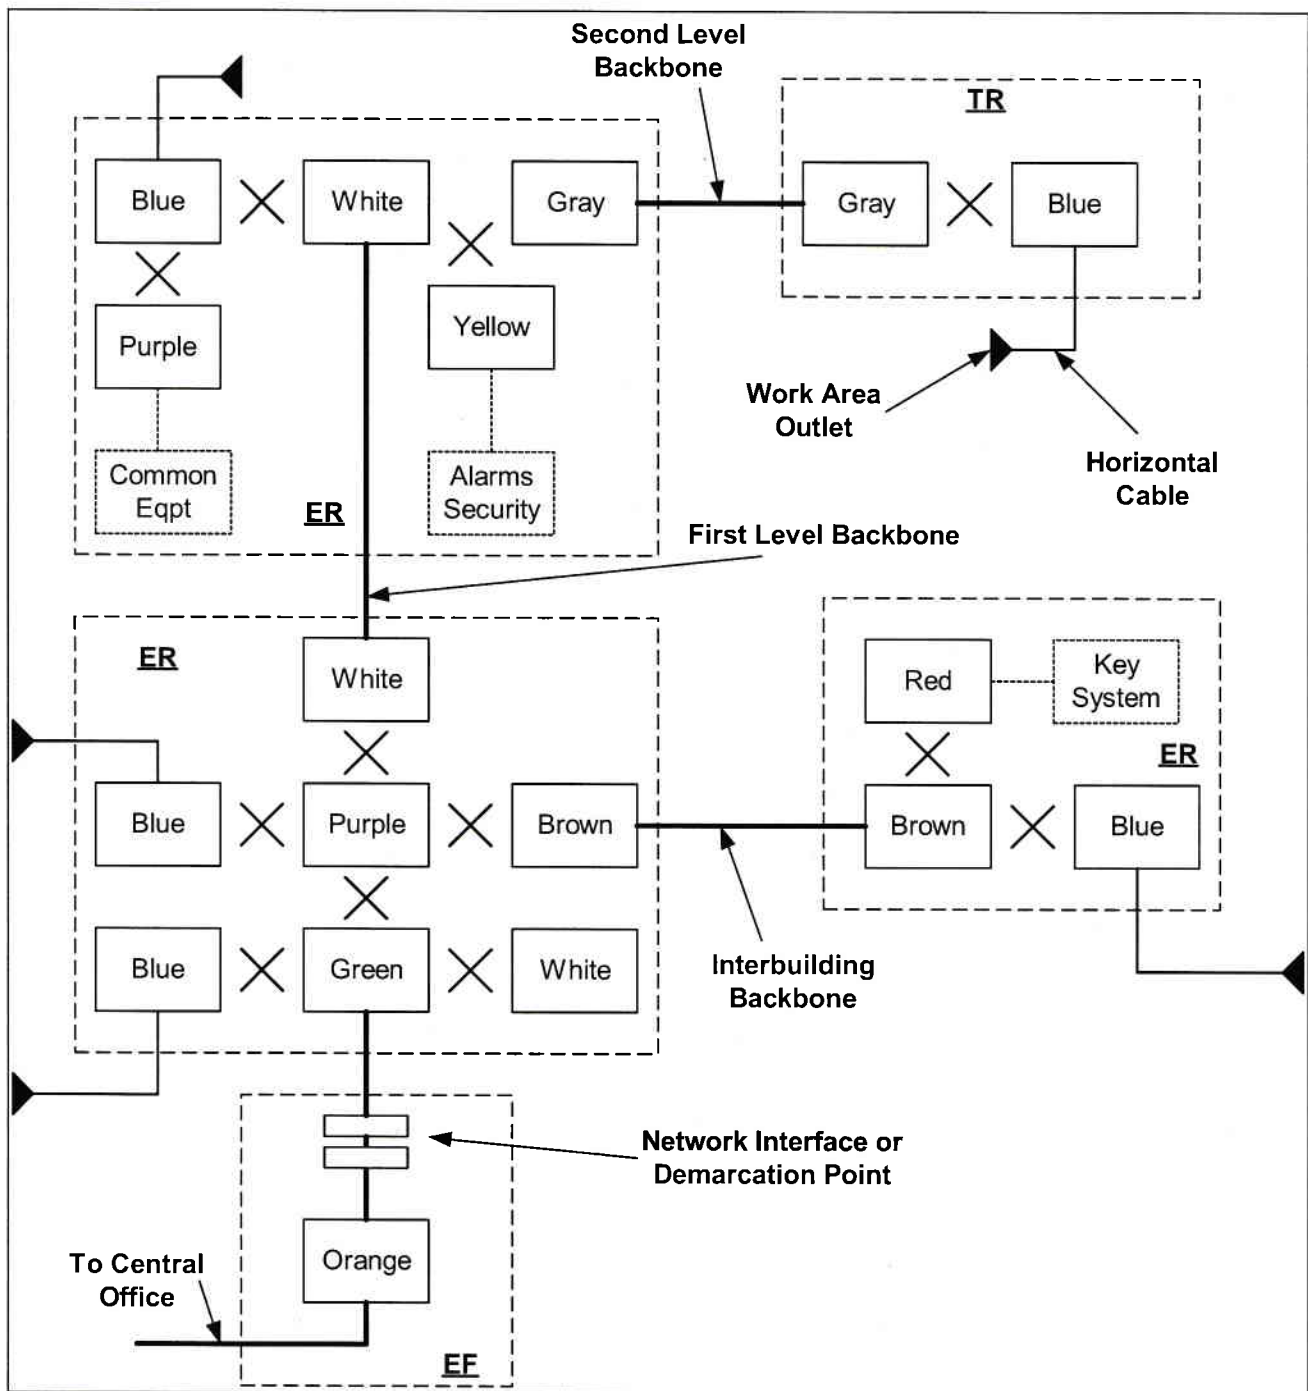 Second Level
Backbone
TR
Blue
White
Gray
Gray
Blue
Purple
Yellow
Work Area
Outlet
Common
Eqpt
Alarms
Security
Horizontal
Cable
ER
First Level Backbone
ER
White
Red
Key
System
ER
Blue
Purple
Brown
Brown
Blue
Blue
Green
White
Interbuilding
Backbone
Network Interface or
Demarcation Point
To Central
Office
Orange
EF